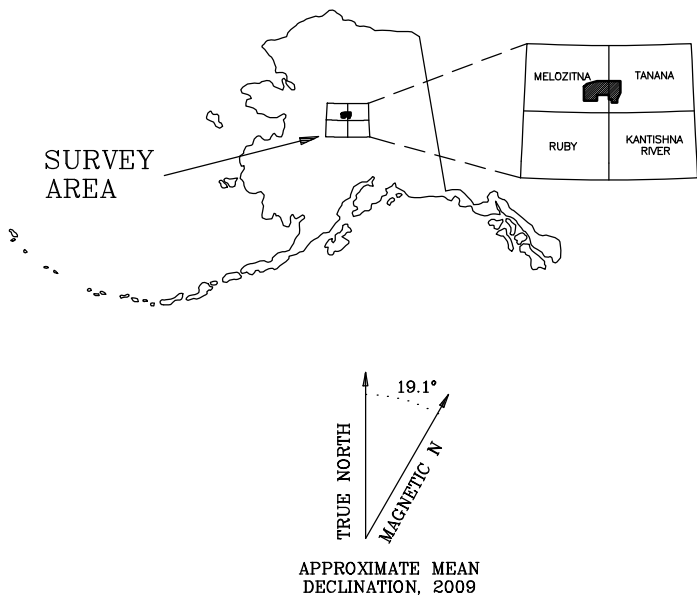 MELOZITNA
TANANA
RUBY
KANTISHNA
RIVER
SURVEY
AREA
19.1°
TRUE NORTH
MAGNETIC N
APPROXIMATE MEAN
DECLINATION, 2009